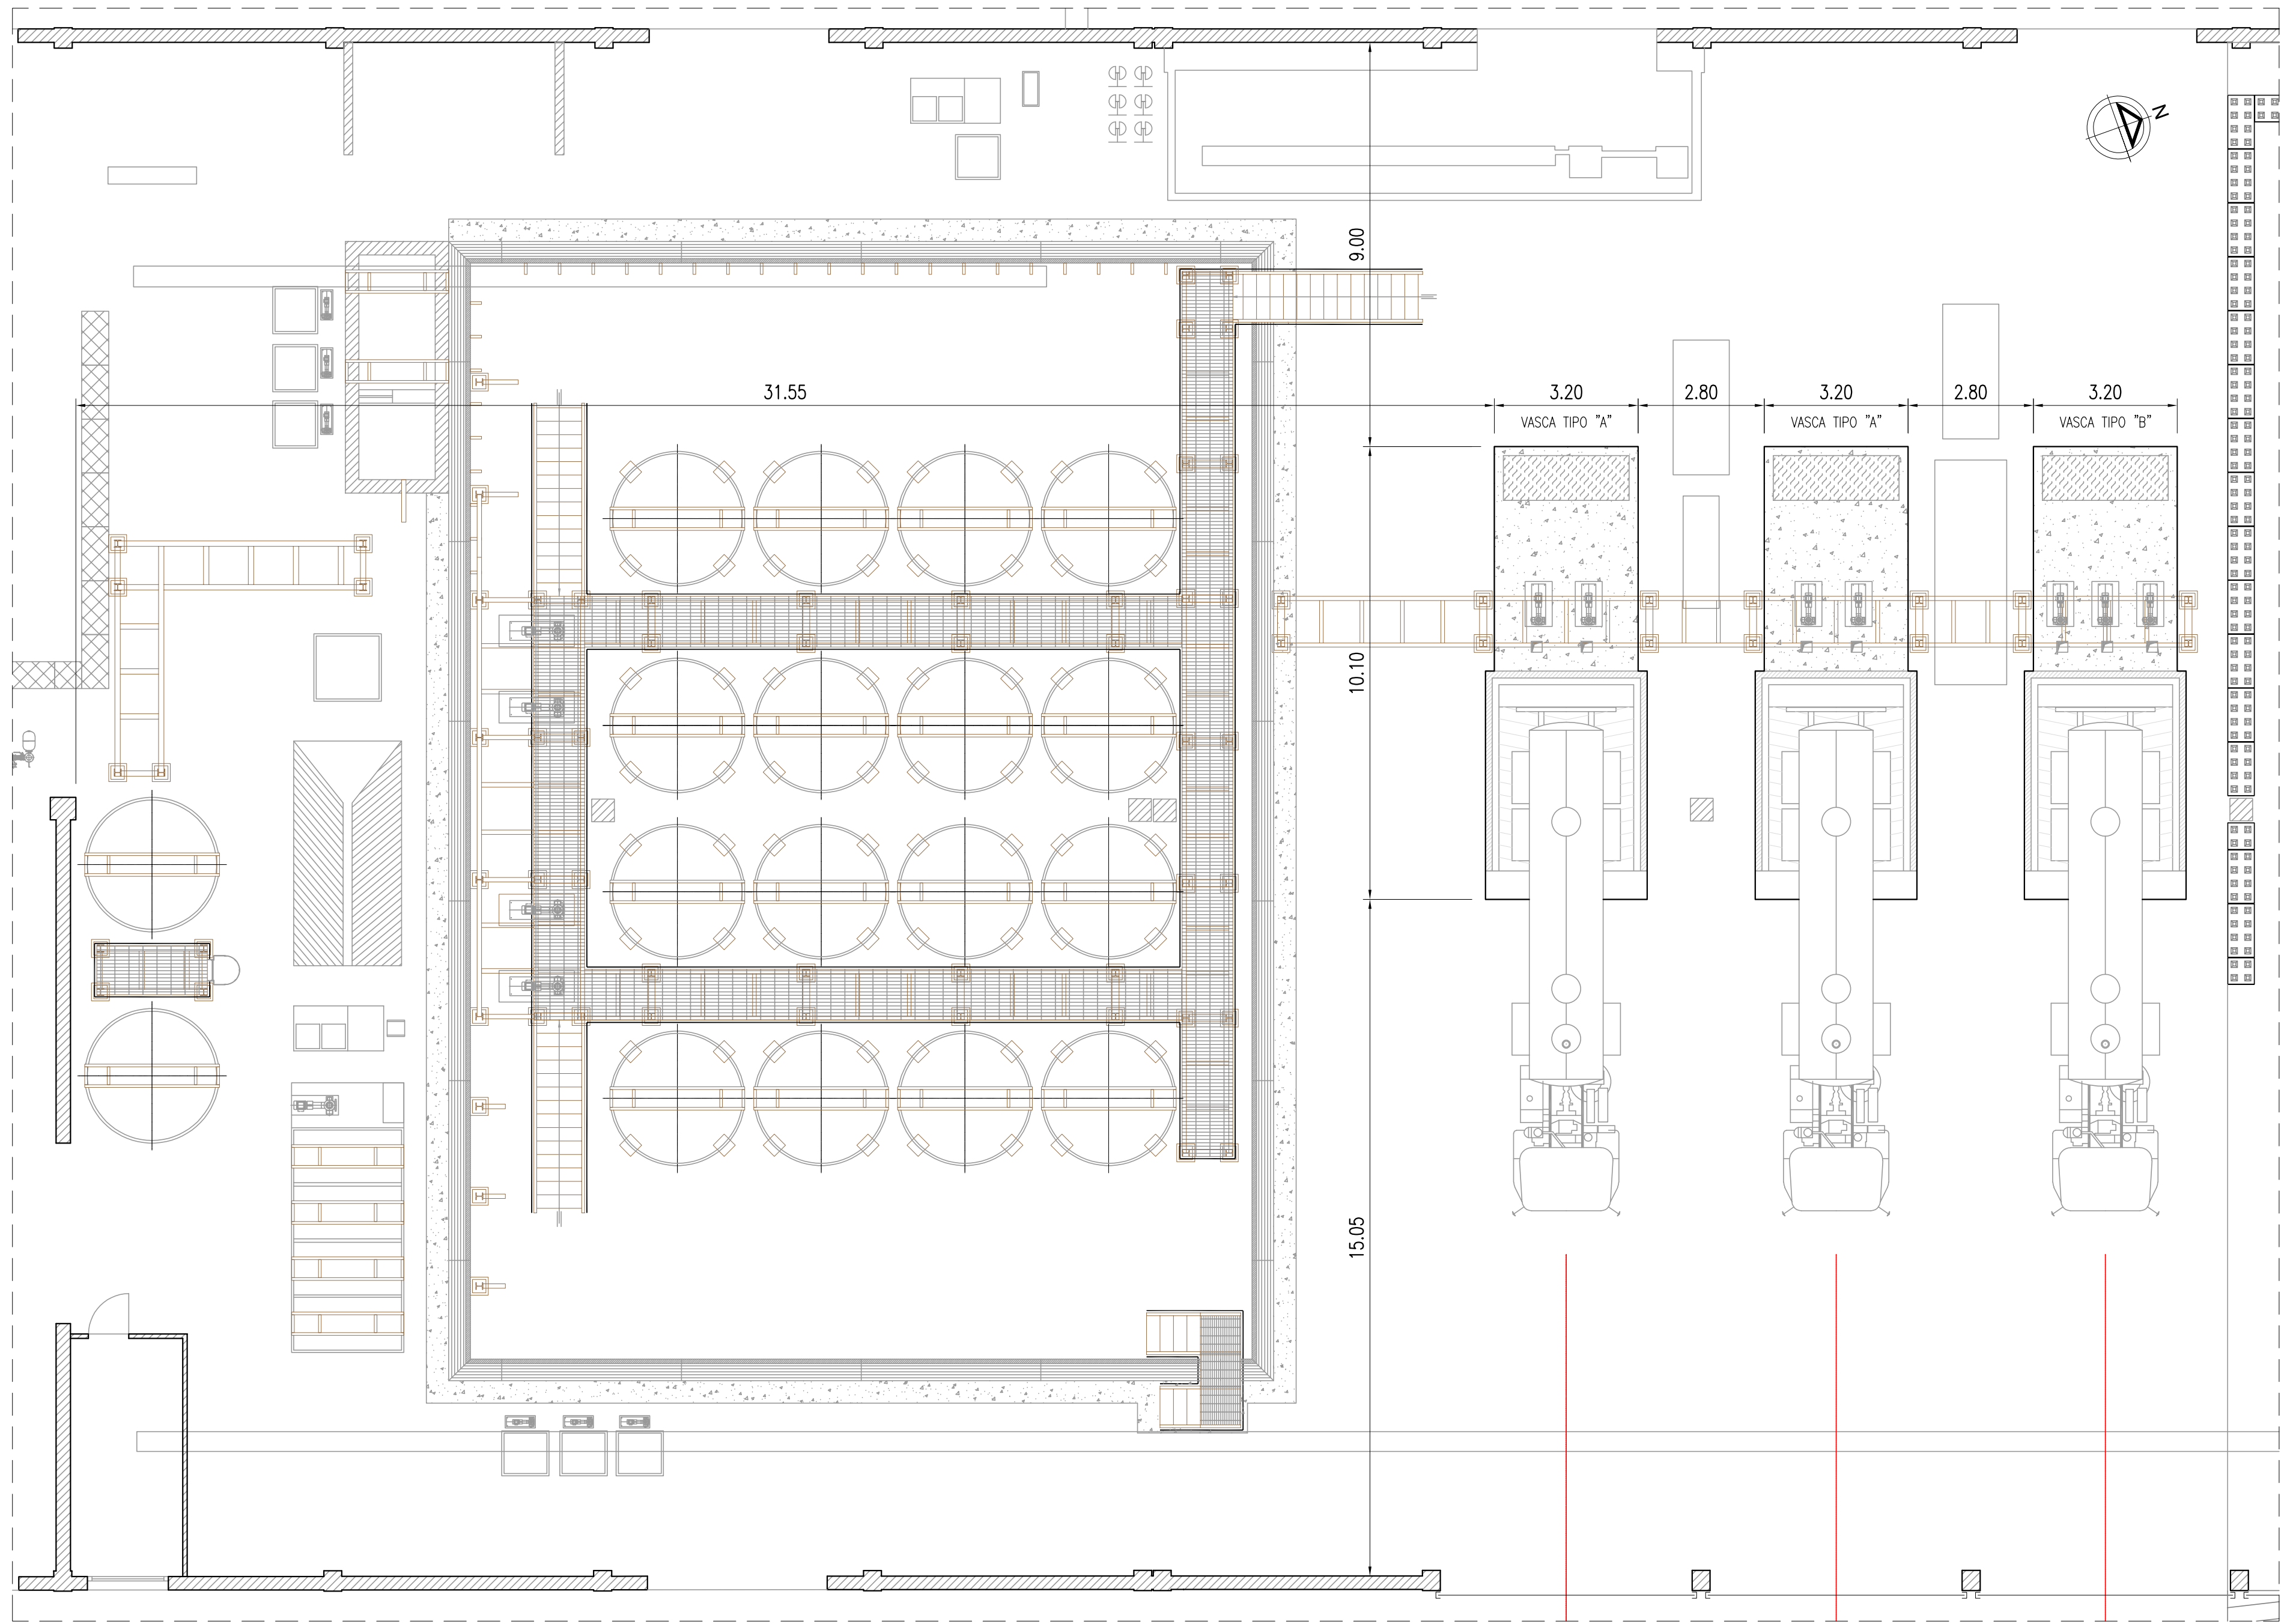 N
9.00
31.55
3.20
2.80
3.20
2.80
3.20
VASCA TIPO "A"
VASCA TIPO "A"
VASCA TIPO "B"
10.10
15.05